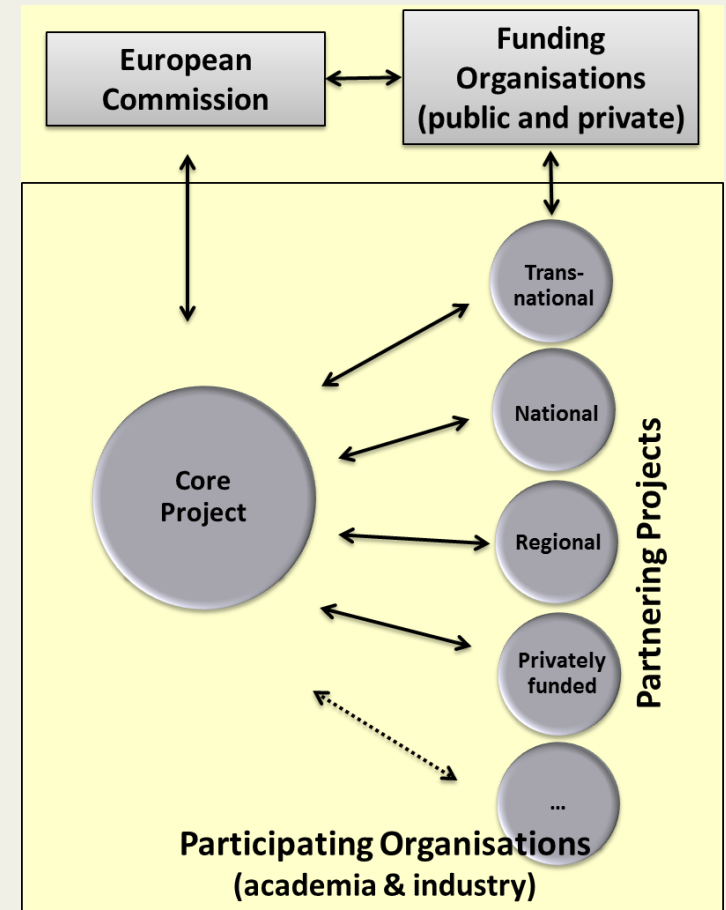 European
Commission
Funding
Organisations
(public and private)
Trans-
national
National
Core
Project
Regional
Partnering Projects
Privately
funded
...
Participating Organisations
(academia & industry)